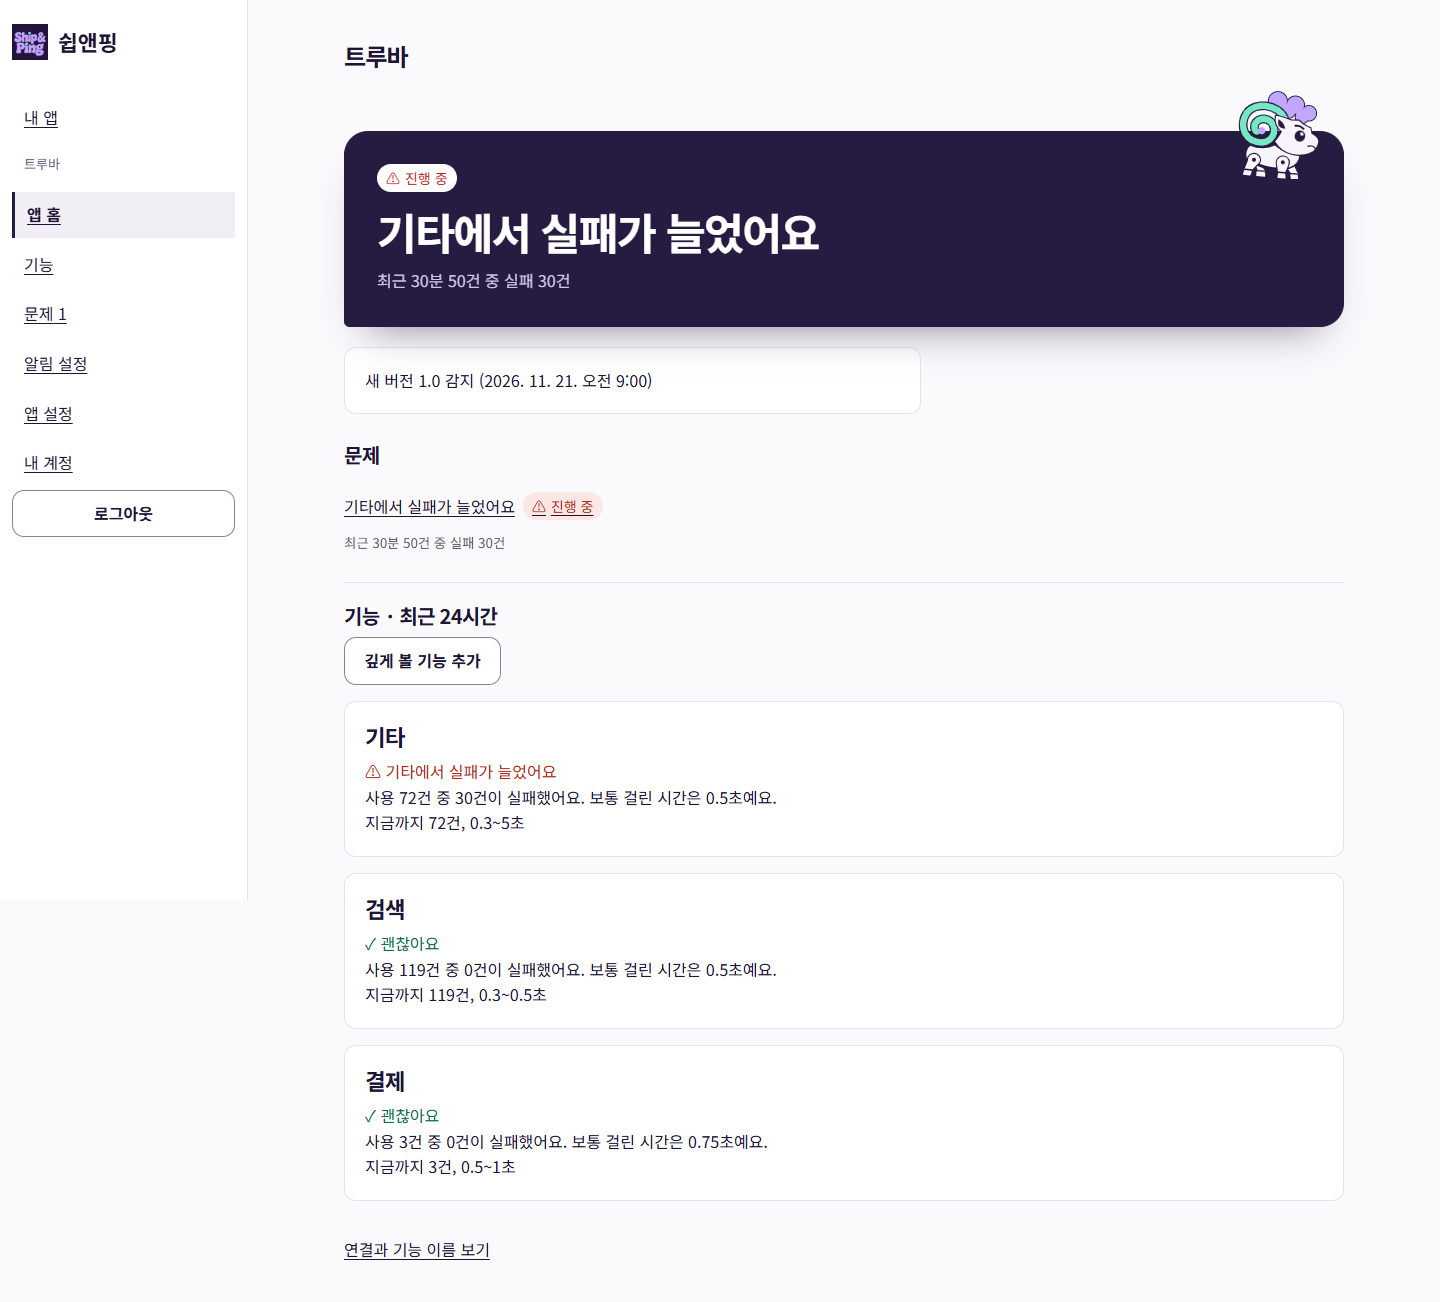 Ship&
Ping
쉽앤핑
내 앱
트루바
앱 홈
기능
문제 1
알림 설정
앱 설정
내 계정
로그아웃
트루바
진행 중
기타에서 실패가 늘었어요
최근 30분 50건 중 실패 30건
새 버전 1.0 감지 (2026. 11. 21. 오전 9:00)
문제
기타에서 실패가 늘었어요 진행 중
최근 30분 50건 중 실패 30건
기능 · 최근 24시간
깊게 볼 기능 추가
기타
기타에서 실패가 늘었어요
사용 72건 중 30건이 실패했어요. 보통 걸린 시간은 0.5초예요.
지금까지 72건, 0.3~5초
검색
✓ 괜찮아요
사용 119건 중 0건이 실패했어요. 보통 걸린 시간은 0.5초예요.
지금까지 119건, 0.3~0.5초
결제
✓ 괜찮아요
사용 3건 중 0건이 실패했어요. 보통 걸린 시간은 0.75초예요.
지금까지 3건, 0.5~1초
연결과 기능 이름 보기